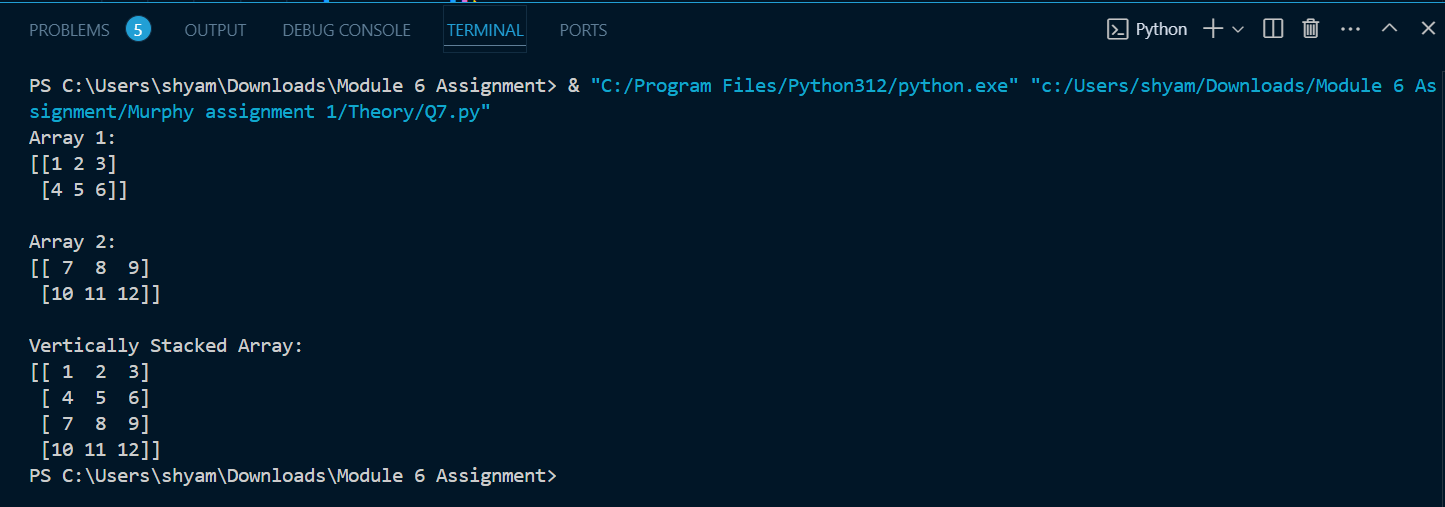 PROBLEMS 5 OUTPUT DEBUG CONSOLE TERMINAL PORTS Python
PS C:\Users\shyam\Downloads\Module 6 Assignment> & "C:/Program Files/Python312/python.exe" "c:/Users/shyam/Downloads/Module 6 As
signment/Murphy assignment 1/Theory/Q7.py"
Array 1:
[[1 2 3]
 [4 5 6]]
Array 2:
[[ 7  8  9]
 [10 11 12]]
Vertically Stacked Array:
[[ 1  2  3]
 [ 4  5  6]
 [ 7  8  9]
 [10 11 12]]
PS C:\Users\shyam\Downloads\Module 6 Assignment>